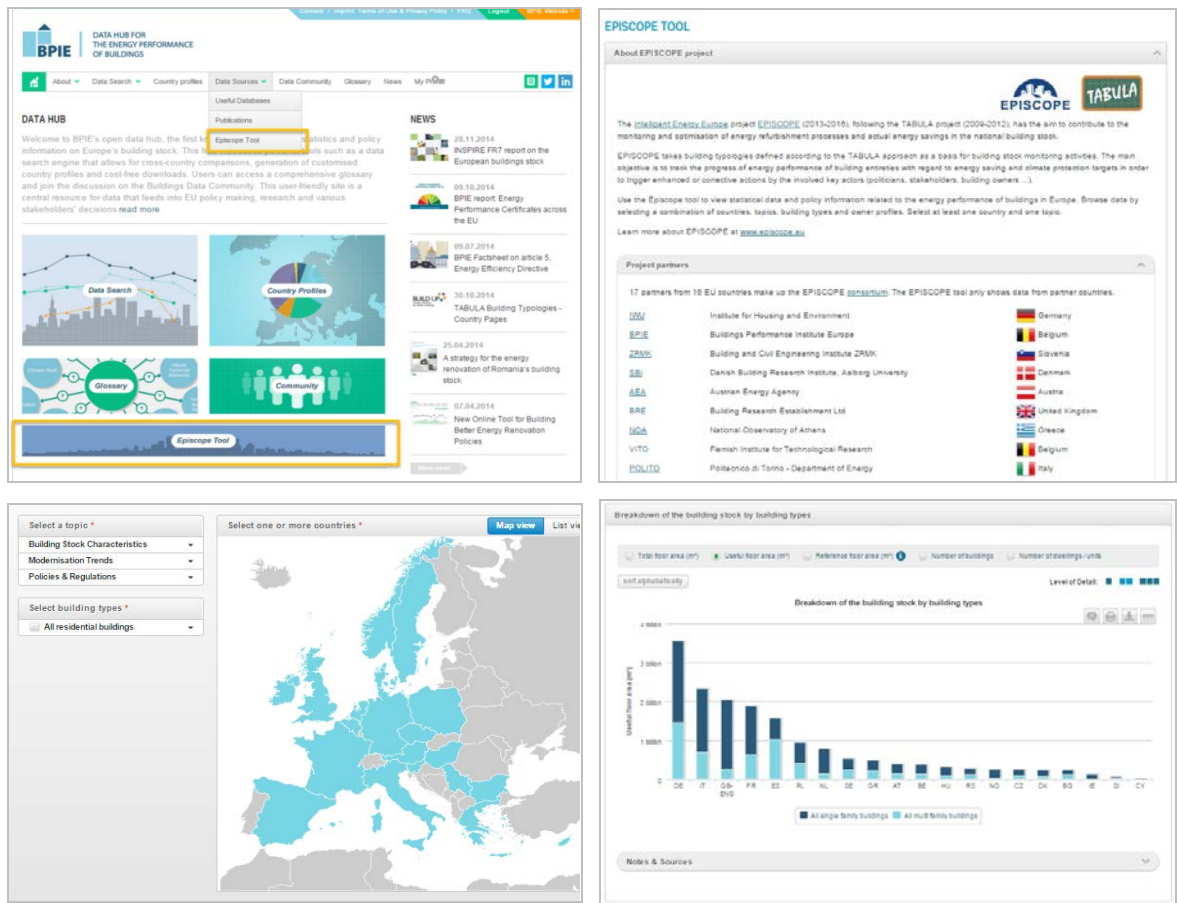 Contact / Imprint, Terms of Use & Privacy Policy / FAQ
Logout
BPIE Website
BPIE
DATA HUB FOR
THE ENERGY PERFORMANCE
OF BUILDINGS
About
Data Search
Country profiles
Data Sources
Data Community
Glossary
News
My Profile
Useful Databases
Publications
Episcope Tool
DATA HUB
Welcome to BPIE's open data hub, the first
statistics and policy
information on Europe's building stock. This
tools such as a data
search engine that allows for cross-country comparisons, generation of customised
country profiles and cost-free downloads. Users can access a comprehensive glossary
and join the discussion on the Buildings Data Community. This user-friendly site is a
central resource for data that feeds into EU policy making, research and various
stakeholders' decisions read more
Data Search
Country Profiles
Glossary
Community
Episcope Tool
NEWS
28.11.2014
INSPIRE FR7 report on the
European buildings stock
09.10.2014
BPIE report: Energy
Performance Certificates across
the EU
09.07.2014
BPIE Factsheet on article 5,
Energy Efficiency Directive
BUILD UP
30.10.2014
TABULA Building Typologies -
Country Pages
25.04.2014
A strategy for the energy
renovation of Romania's building
stock
07.04.2014
New Online Tool for Building
Better Energy Renovation
Policies
More news
EPISCOPE TOOL
About EPISCOPE project
EPISCOPE
TABULA
The Intelligent Energy Europe project EPISCOPE (2013-2016), following the TABULA project (2009-2012), has the aim to contribute to the
monitoring and optimisation of energy refurbishment processes and actual energy savings in the national building stock.
EPISCOPE takes building typologies defined according to the TABULA approach as a basis for building stock monitoring activities. The main
objective is to track the progress of energy performance of building entireties with regard to energy saving and climate protection targets in order
to trigger enhanced or corrective actions by the involved key actors (politicians, stakeholders, building owners ...).
Use the Episcope tool to view statistical data and policy information related to the energy performance of buildings in Europe. Browse data by
selecting a combination of countries, topics, building types and owner profiles. Select at least one country and one topic.
Learn more about EPISCOPE at www.episcope.eu
Project partners
17 partners from 16 EU countries make up the EPISCOPE consortium. The EPISCOPE tool only shows data from partner countries.
IWU Institute for Housing and Environment Germany
BPIE Buildings Performance Institute Europe Belgium
ZRMK Building and Civil Engineering Institute ZRMK Slovenia
SBi Danish Building Research Institute, Aalborg University Denmark
AEA Austrian Energy Agency Austria
BRE Building Research Establishment Ltd United Kingdom
NOA National Observatory of Athens Greece
VITO Flemish Institute for Technological Research Belgium
POLITO Politecnico di Torino - Department of Energy Italy
Select a topic *
Building Stock Characteristics
Modernisation Trends
Policies & Regulations
Select building types *
All residential buildings
Select one or more countries *
Map view
List vie
Breakdown of the building stock by building types
Total floor area (m²)
Useful floor area (m²)
Reference floor area (m²)
Number of buildings
Number of dwellings / units
sort alphabetically
Level of Detail:
Breakdown of the building stock by building types
Useful floor area (m²)
4 billion
3 billion
2 billion
1 billion
0
DE IT GB-ENG FR ES PL NL SE GR AT BE HU RS NO CZ DK BG IE SI CY
All single family buildings
All multi family buildings
Notes & Sources